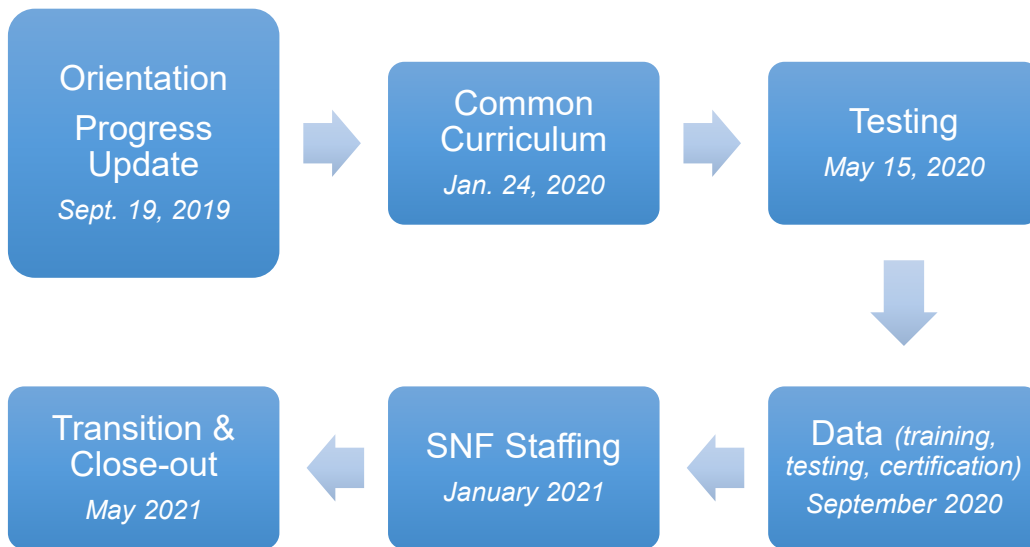 Orientation
Progress
Update
Sept. 19, 2019
Common
Curriculum
Jan. 24, 2020
Testing
May 15, 2020
Data (training,
testing, certification)
September 2020
SNF Staffing
January 2021
Transition &
Close-out
May 2021